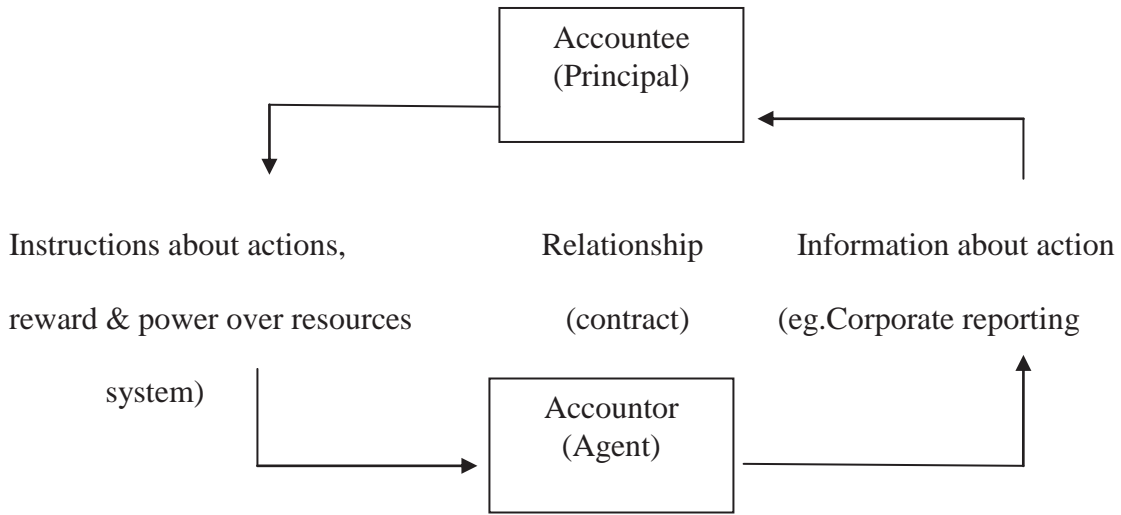 Accountee
(Principal)
Instructions about actions, Relationship Information about action
reward & power over resources (contract) (eg.Corporate reporting
system)
Accountor
(Agent)